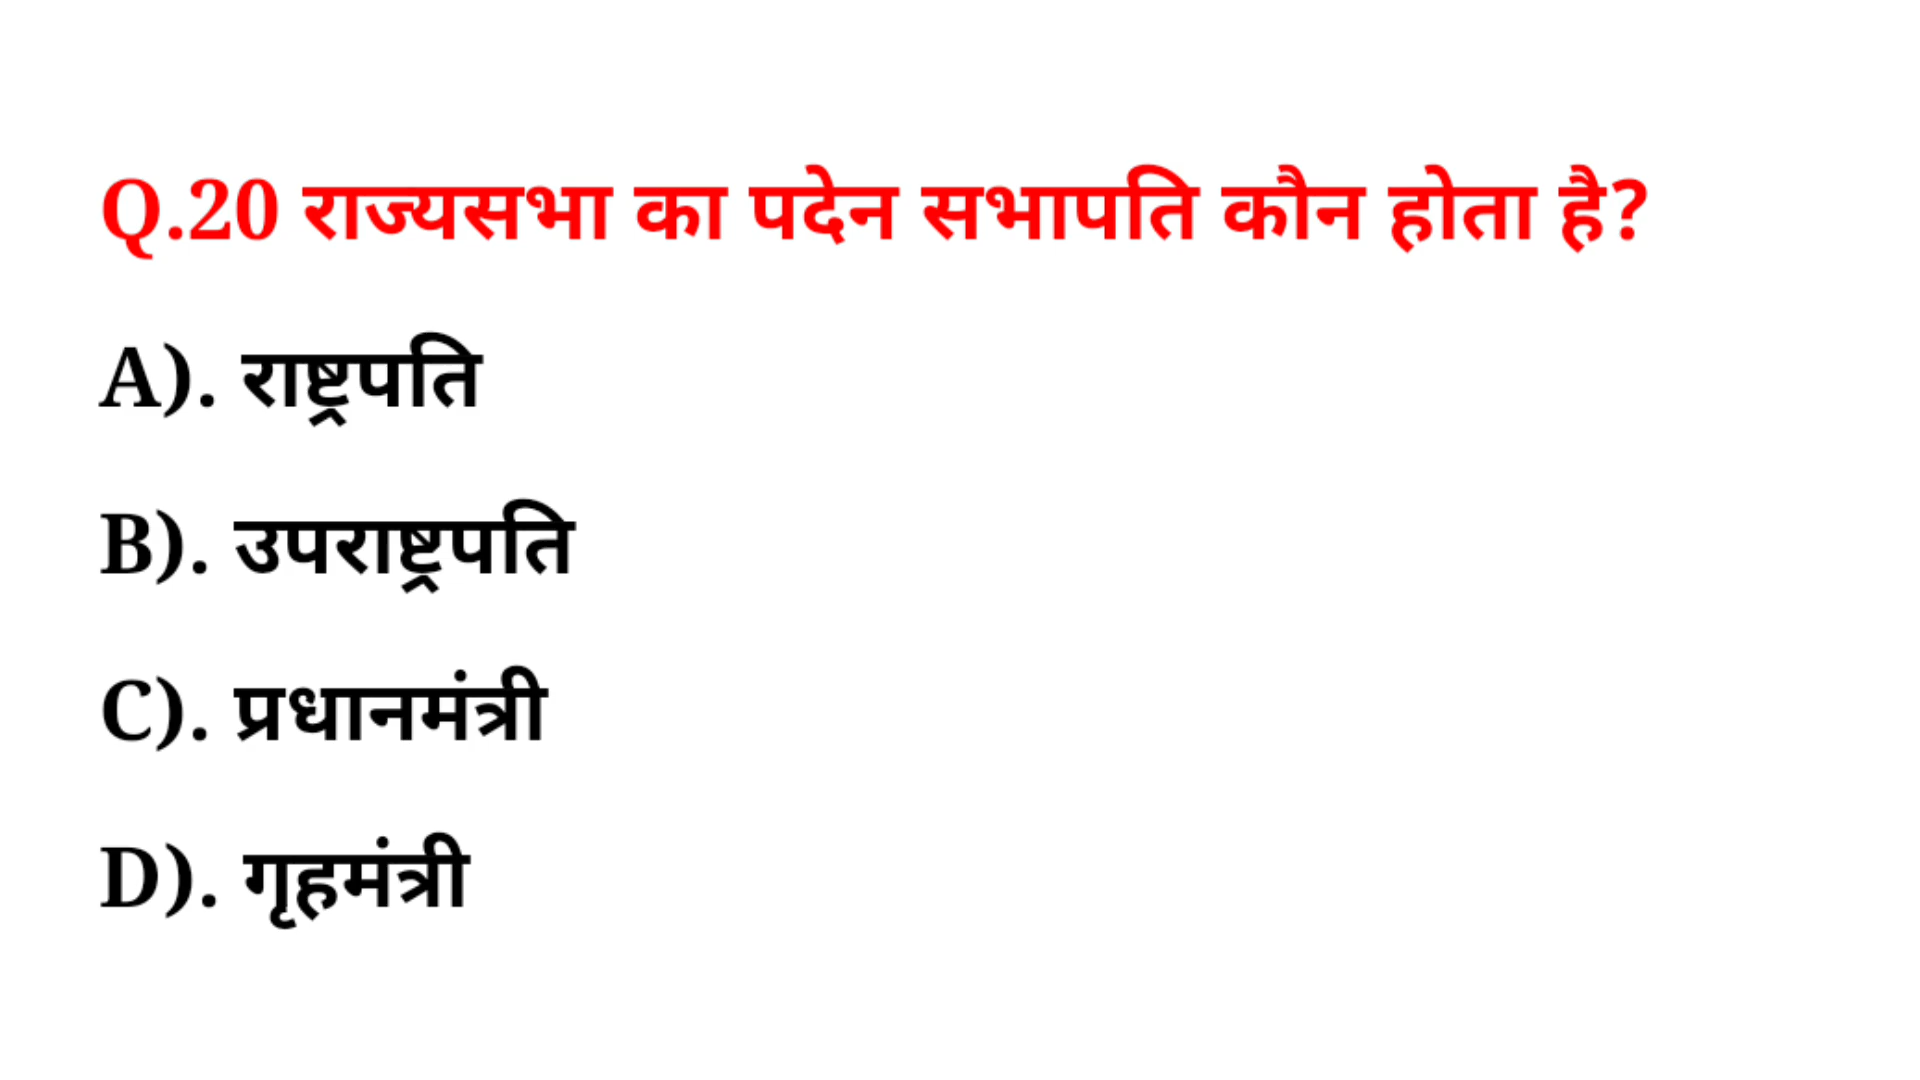 Q.20 राज्यसभा का पदेन सभापति कौन होता है?
A). राष्ट्रपति
B). उपराष्ट्रपति
C). प्रधानमंत्री
D). गृहमंत्री